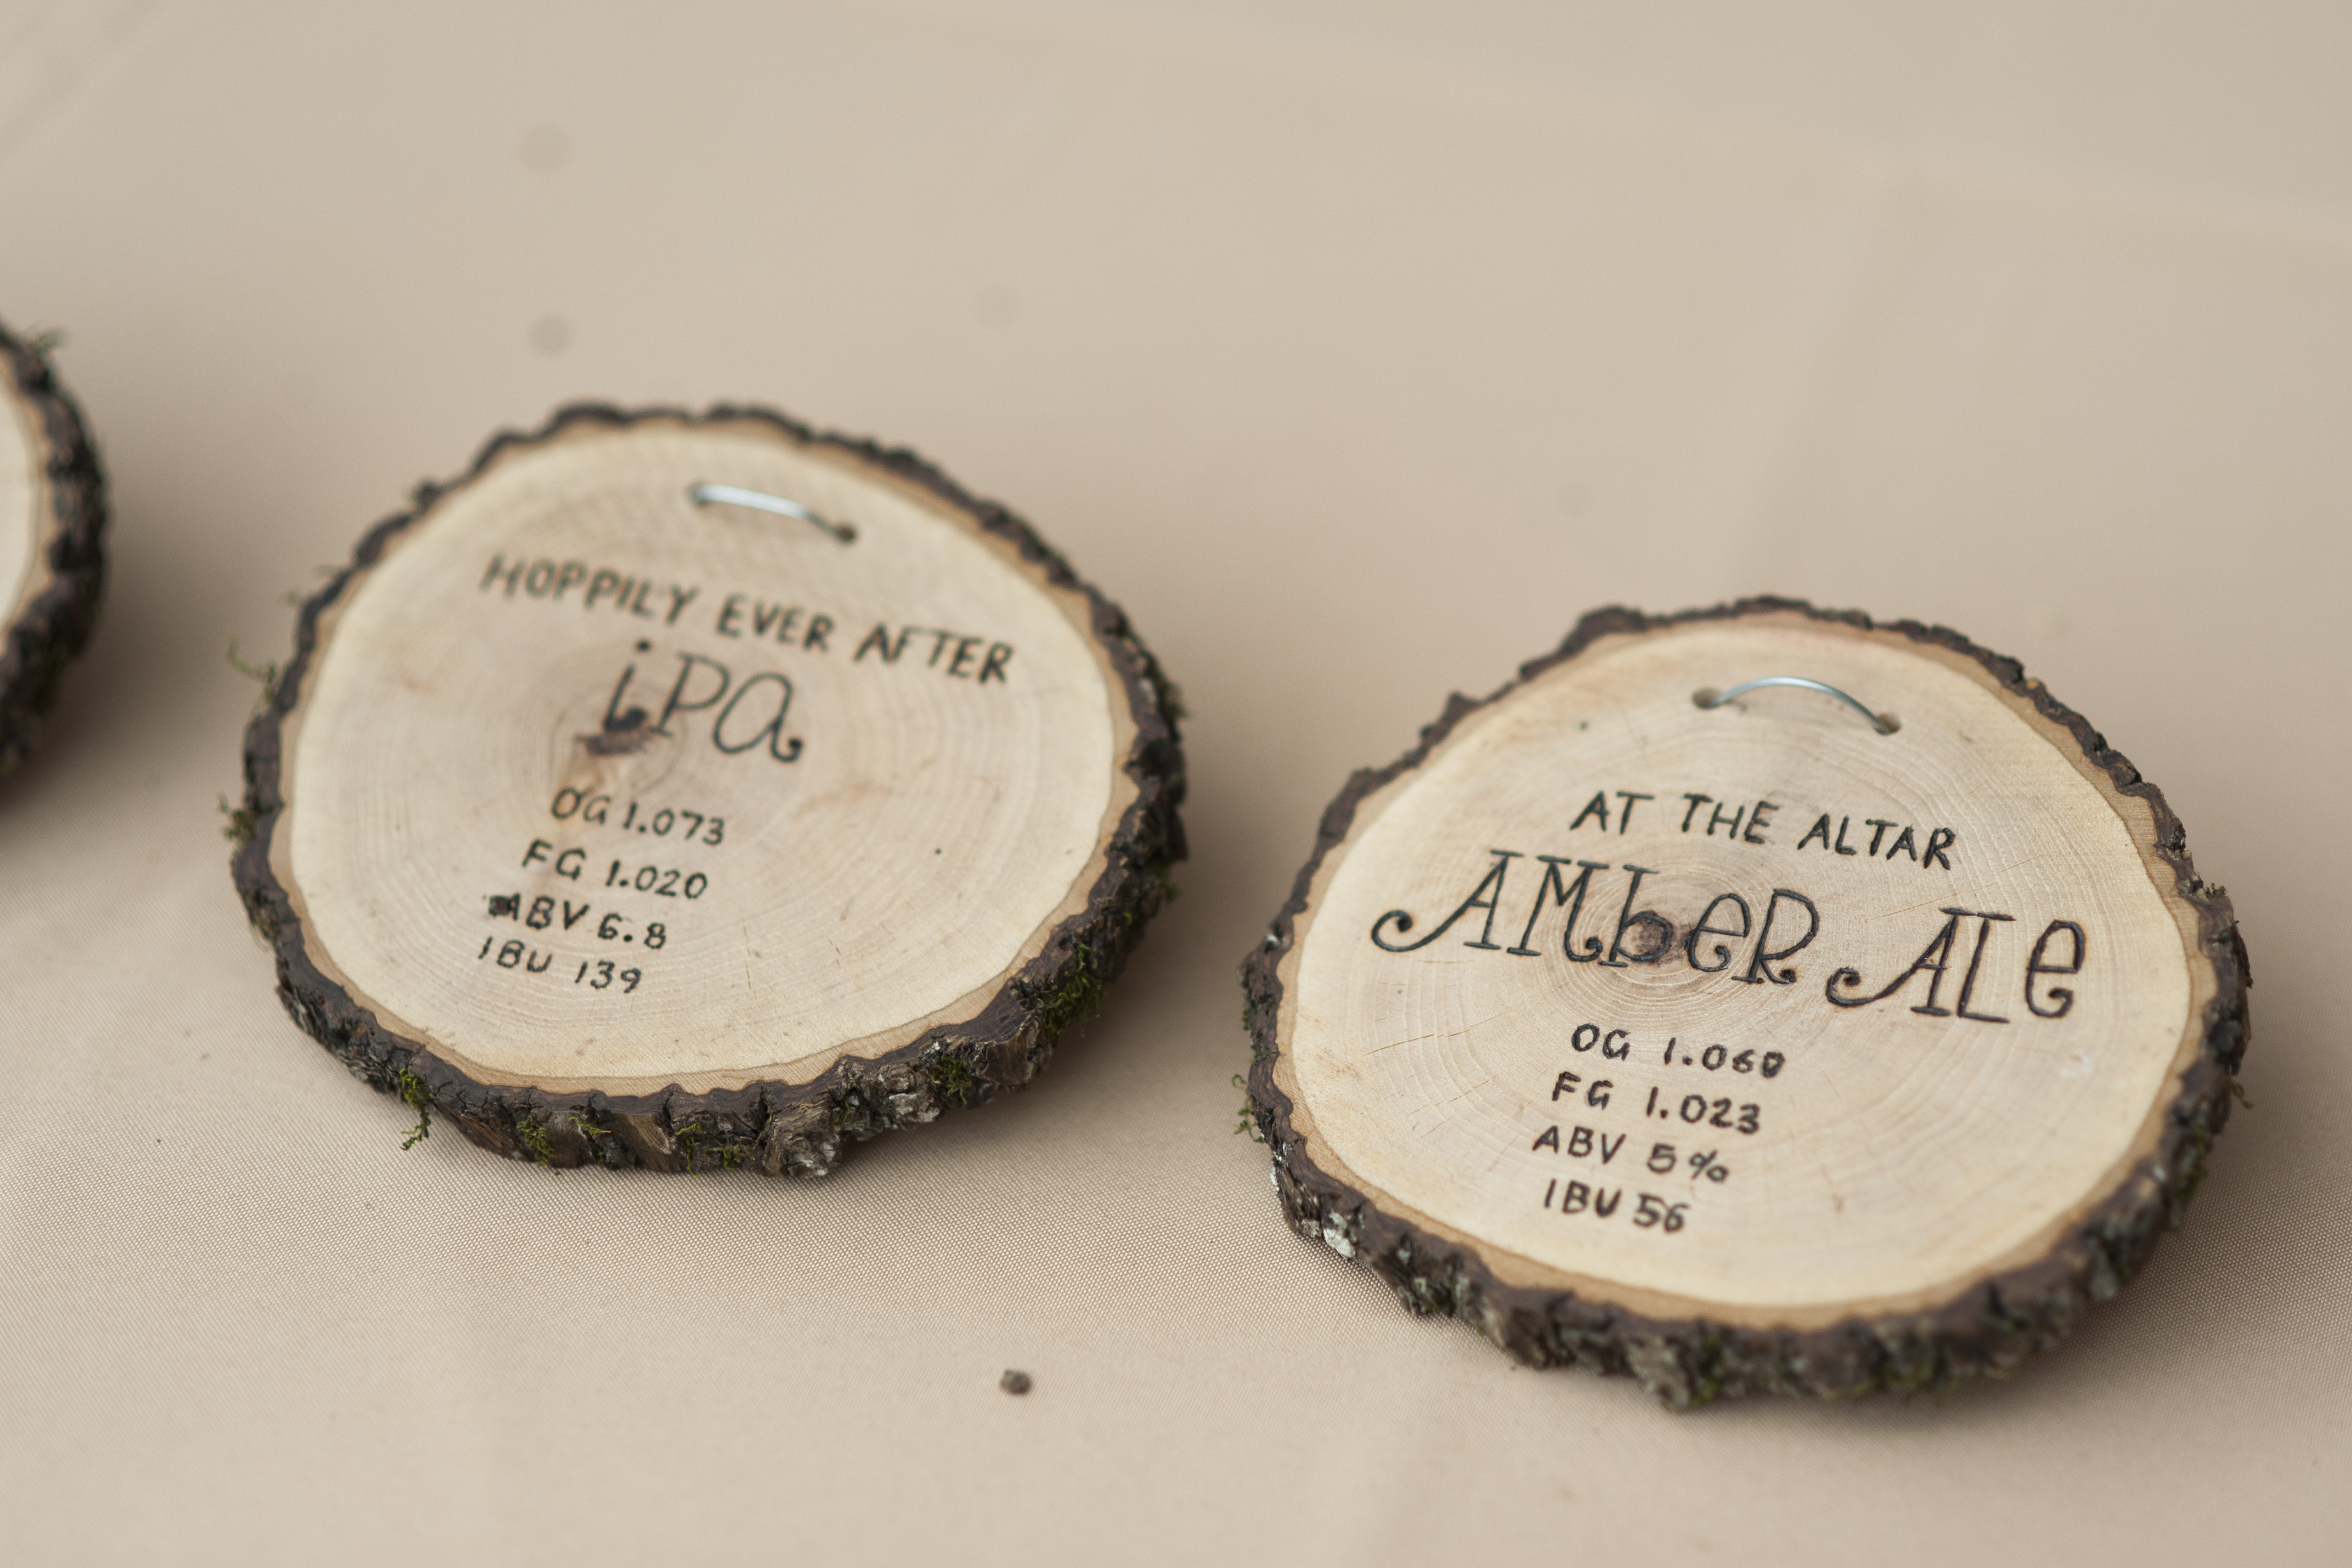 HOPPILY EVER AFTER
iPa
OG 1.073
FG 1.020
ABV 6.8
IBU 139
AT THE ALTAR
AMbeR ALe
OG 1.060
FG 1.023
ABV 5%
IBU 56